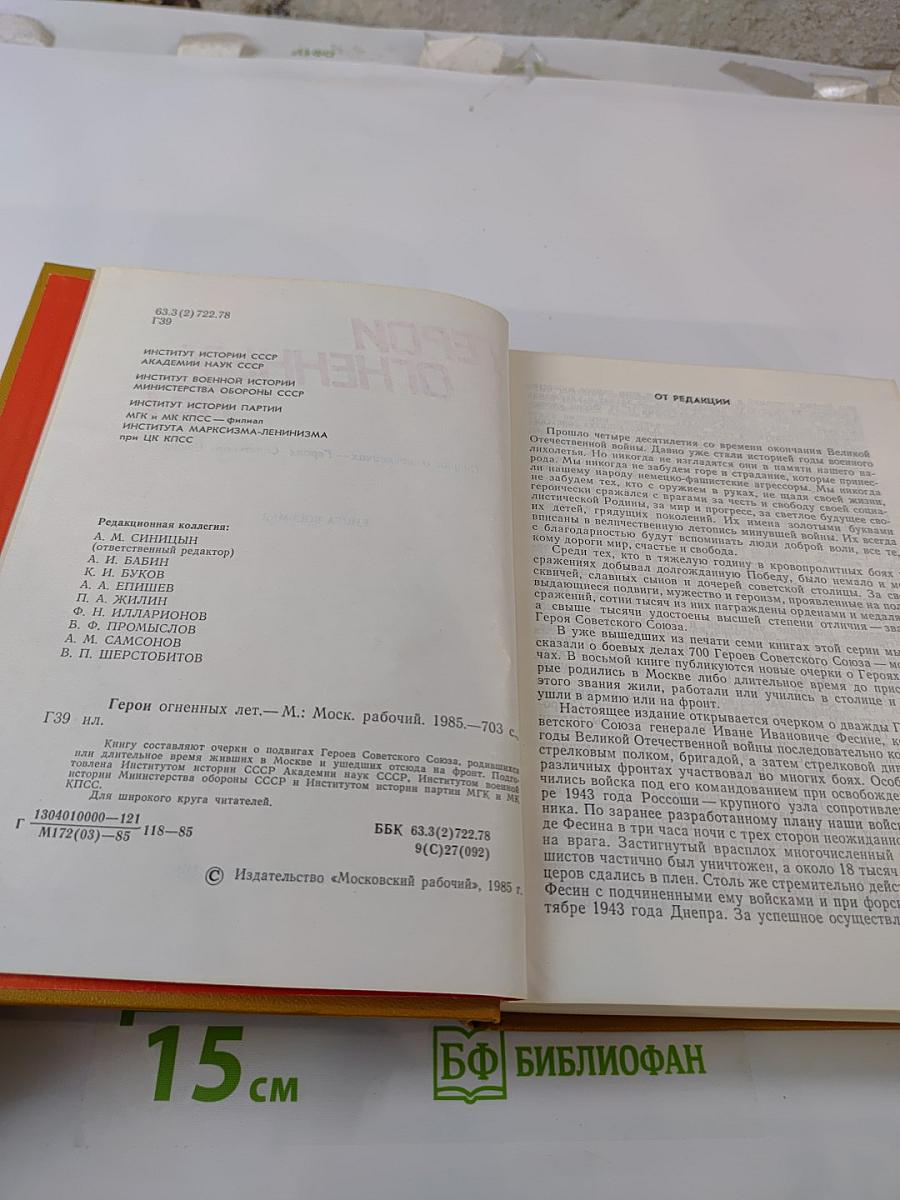 63.3(2)722.78
Г39
ИНСТИТУТ ИСТОРИИ СССР
АКАДЕМИИ НАУК СССР
ИНСТИТУТ ВОЕННОЙ ИСТОРИИ
МИНИСТЕРСТВА ОБОРОНЫ СССР
ИНСТИТУТ ИСТОРИИ ПАРТИИ
МГК и МК КПСС — филиал
ИНСТИТУТА МАРКСИЗМА-ЛЕНИНИЗМА
при ЦК КПСС
Редакционная коллегия:
А. М. СИНИЦЫН
(ответственный редактор)
А. И. БАБИН
К. И. БУКОВ
А. А. ЕПИШЕВ
П. А. ЖИЛИН
Ф. Н. ИЛЛАРИОНОВ
В. Ф. ПРОМЫСЛОВ
А. М. САМСОНОВ
В. П. ШЕРСТОБИТОВ
Герои огненных лет.— М.: Моск. рабочий. 1985.—703 с,
Г39 ил.
Книгу составляют очерки о подвигах Героев Советского Союза, родившихся
или длительное время живших в Москве и ушедших отсюда на фронт. Подго-
товлена Институтом истории СССР Академии наук СССР, Институтом военной
истории Министерства обороны СССР и Институтом истории партии МГК и МК
КПСС.
Для широкого круга читателей.
Г 1304010000—121
М172(03)—85 118—85
ББК 63.3(2)722.78
9(С)27(092)
© Издательство «Московский рабочий», 1985 г.
ОТ РЕДАКЦИИ
Прошло четыре десятилетия со времени окончания Великой
Отечественной войны. Давно уже стали историей годы военного
лихолетья. Но никогда не изгладятся они в памяти нашего на-
рода. Мы никогда не забудем горе и страдание, которые принес-
ли нашему народу немецко-фашистские агрессоры. Мы никогда
не забудем тех, кто с оружием в руках, не щадя своей жизни,
героически сражался с врагами за честь и свободу своей социа-
листической Родины, за мир и прогресс, за светлое будущее сво-
их детей, грядущих поколений. Их имена золотыми буквами
вписаны в величественную летопись минувшей войны. Их всегда
с благодарностью будут вспоминать люди доброй воли, все те,
кому дороги мир, счастье и свобода.
Среди тех, кто в тяжелую годину в кровопролитных боях
сражениях добывал долгожданную Победу, было немало и мо
сквичей, славных сынов и дочерей советской столицы. За св
выдающиеся подвиги, мужество и героизм, проявленные на пол
сражений, сотни тысяч из них награждены орденами и медаля
а свыше тысячи удостоены высшей степени отличия — зва
Героя Советского Союза.
В уже вышедших из печати семи книгах этой серии мы
сказали о боевых делах 700 Героев Советского Союза — мо
чах. В восьмой книге публикуются новые очерки о Героях
рые родились в Москве либо длительное время до прис
этого звания жили, работали или учились в столице и
ушли в армию или на фронт.
Настоящее издание открывается очерком о дважды Г
ветского Союза генерале Иване Ивановиче Фесине, к
годы Великой Отечественной войны последовательно ко
стрелковым полком, бригадой, а затем стрелковой див
различных фронтах участвовал во многих боях. Особ
чились войска под его командованием при освобожде
ре 1943 года Россоши — крупного узла сопротивле
ника. По заранее разработанному плану наши войск
де Фесина в три часа ночи с трех сторон неожиданно
на врага. Застигнутый врасплох многочисленный
шистов частично был уничтожен, а около 18 тысяч
церов сдались в плен. Столь же стремительно дейст
Фесин с подчиненными ему войсками и при форси
тябре 1943 года Днепра. За успешное осуществл
15 см
БФ БИБЛИОФАН